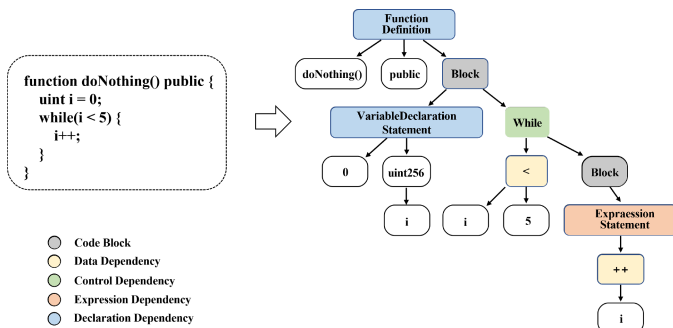 Function
Definition
function doNothing() public {
uint i = 0;
while(i < 5) {
i++;
}
}
doNothing()
public
Block
VariableDeclaration
Statement
While
0
uint256
<
Block
i
i
5
Expraession
Statement
++
i
Code Block
Data Dependency
Control Dependency
Expression Dependency
Declaration Dependency